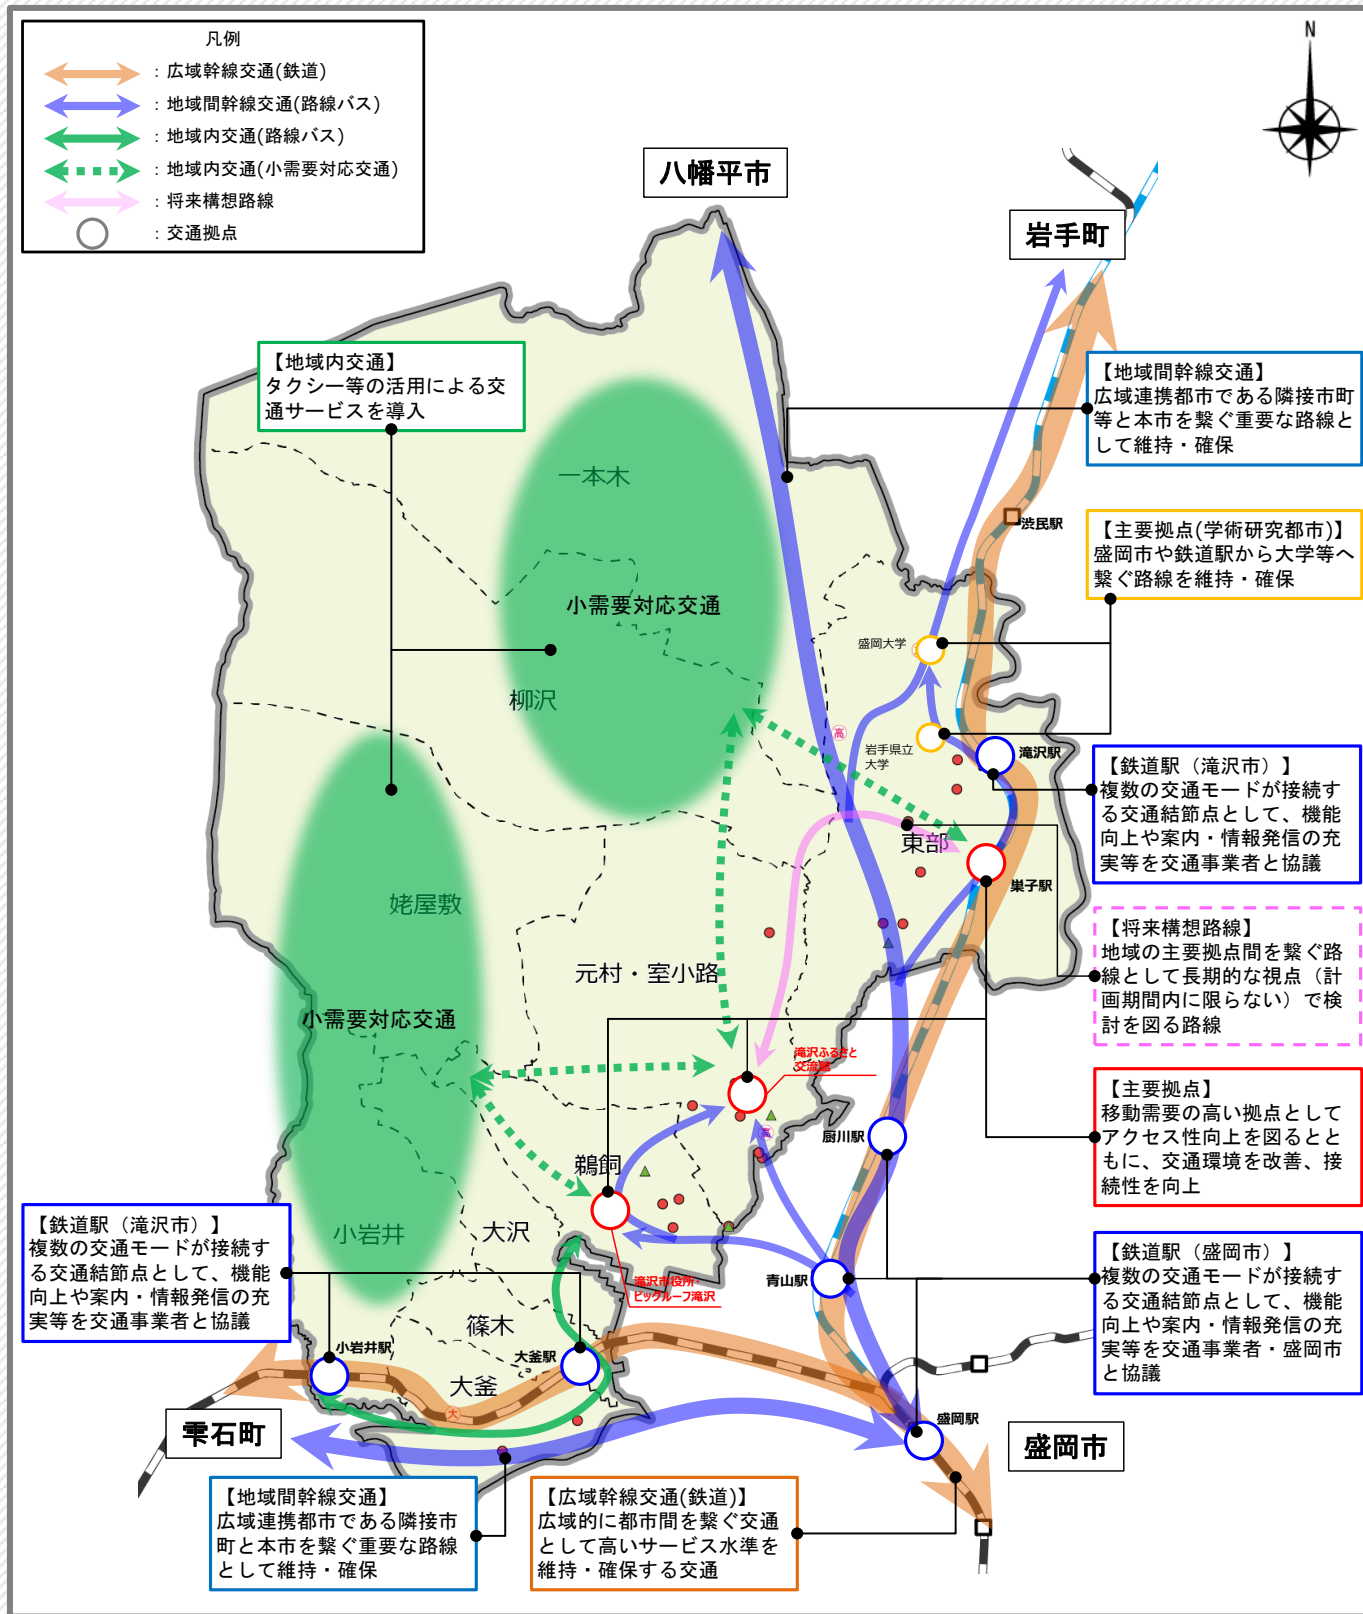 凡例
: 広域幹線交通(鉄道)
: 地域間幹線交通(路線バス)
: 地域内交通(路線バス)
: 地域内交通(小需要対応交通)
: 将来構想路線
: 交通拠点
N
八幡平市
岩手町
【地域内交通】
タクシー等の活用による交
通サービスを導入
【地域間幹線交通】
広域連携都市である隣接市町
等と本市を繋ぐ重要な路線と
して維持・確保
一本木
渋民駅
【主要拠点(学術研究都市)】
盛岡市や鉄道駅から大学等へ
繋ぐ路線を維持・確保
小需要対応交通
盛岡大学
柳沢
高
岩手県立
大学
滝沢駅
【鉄道駅（滝沢市）】
複数の交通モードが接続す
る交通結節点として、機能
向上や案内・情報発信の充
実等を交通事業者と協議
東部
巣子駅
姥屋敷
【将来構想路線】
地域の主要拠点間を繋ぐ路
線として長期的な視点（計
画期間内に限らない）で検
討を図る路線
元村・室小路
小需要対応交通
滝沢ふるさと
交流館
【主要拠点】
移動需要の高い拠点として
アクセス性向上を図るとと
もに、交通環境を改善、接
続性を向上
高
厨川駅
鵜飼
【鉄道駅（滝沢市）】
複数の交通モードが接続す
る交通結節点として、機能
向上や案内・情報発信の充
実等を交通事業者と協議
小岩井
大沢
滝沢市役所・
ビッグルーフ滝沢
青山駅
【鉄道駅（盛岡市）】
複数の交通モードが接続す
る交通結節点として、機能
向上や案内・情報発信の充
実等を交通事業者・盛岡市
と協議
篠木
小岩井駅
大釜駅
大釜
大
雫石町
盛岡駅
盛岡市
【地域間幹線交通】
広域連携都市である隣接市
町と本市を繋ぐ重要な路線
として維持・確保
【広域幹線交通(鉄道)】
広域的に都市間を繋ぐ交通
として高いサービス水準を
維持・確保する交通